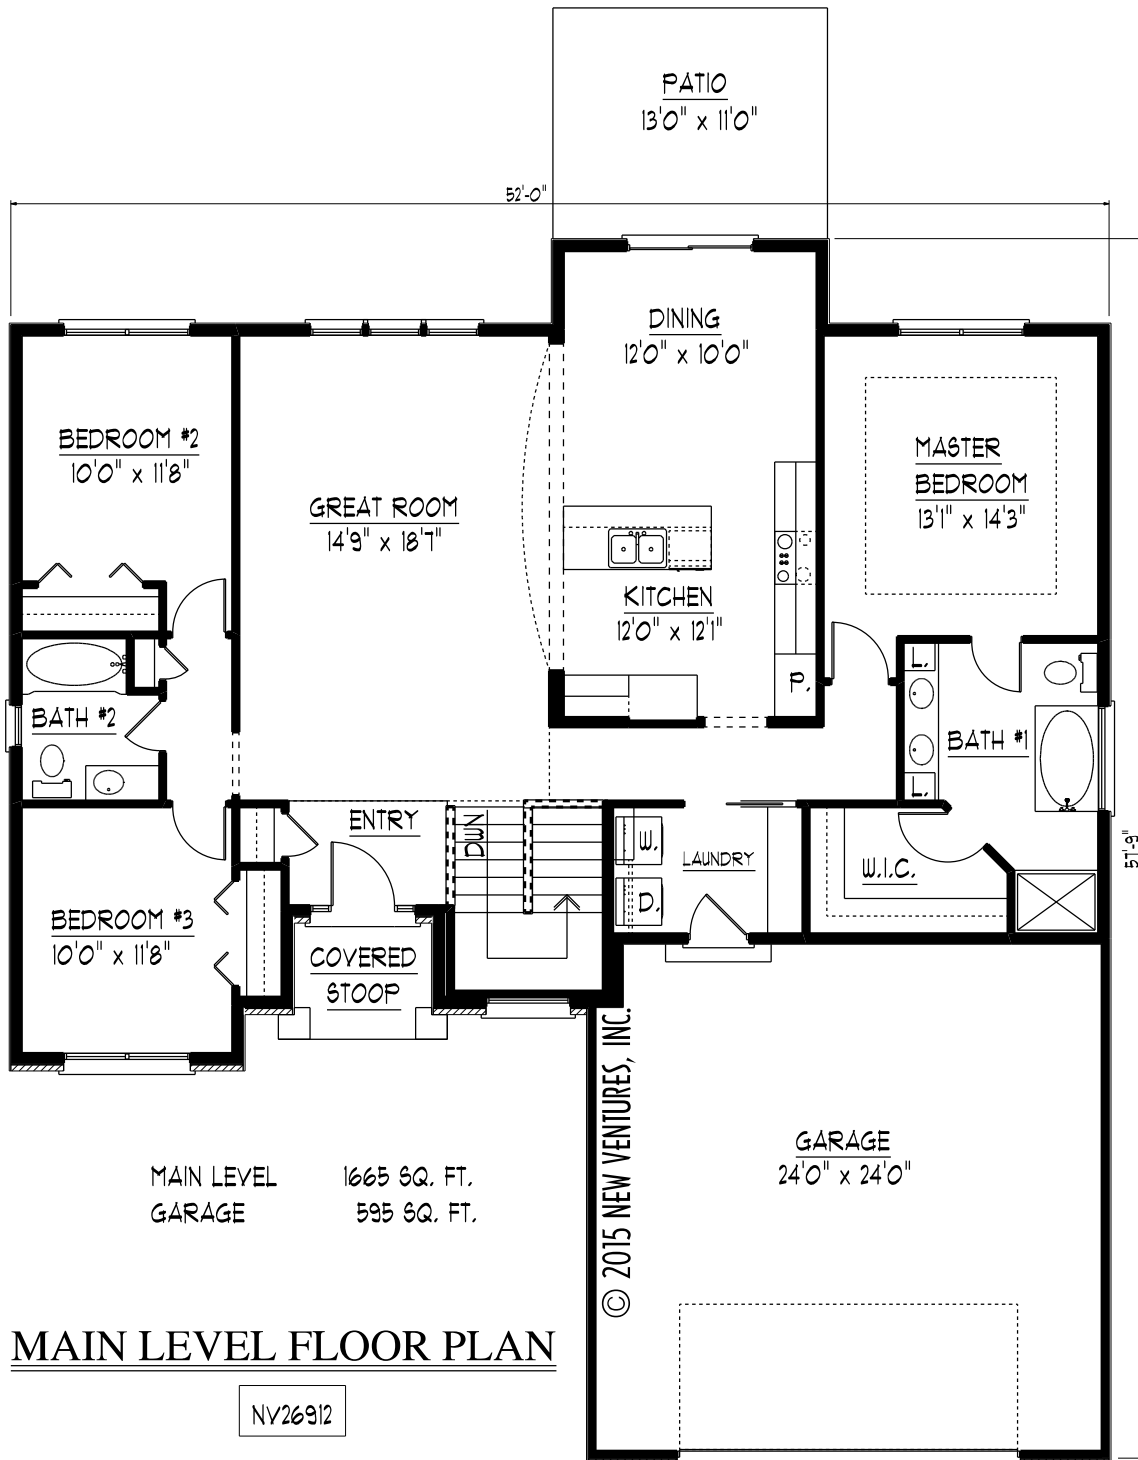 PATIO
13'0" x 11'0"
52'-0"
DINING
12'0" x 10'0"
BEDROOM #2
10'0" x 11'8"
GREAT ROOM
14'9" x 18'7"
MASTER
BEDROOM
13'1" x 14'3"
KITCHEN
12'0" x 12'1"
L.
P.
BATH #2
BATH #1
L.
ENTRY
DWN
W.
LAUNDRY
W.I.C.
57'-9"
D.
BEDROOM #3
10'0" x 11'8"
COVERED
STOOP
© 2015 NEW VENTURES, INC.
GARAGE
24'0" x 24'0"
MAIN LEVEL 1665 SQ. FT.
GARAGE 595 SQ. FT.
MAIN LEVEL FLOOR PLAN
NV26912